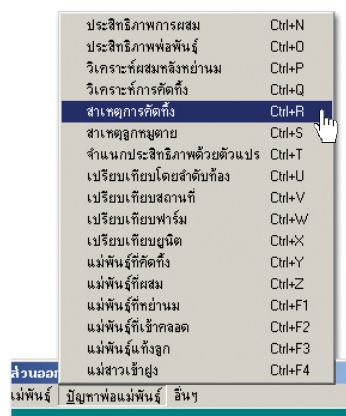 ประสิทธิภาพการผสม Ctrl+N
ประสิทธิภาพพ่อพันธุ์ Ctrl+O
วิเคราะห์ผสมหลังหย่านม Ctrl+P
วิเคราะห์การคัดทิ้ง Ctrl+Q
สาเหตุการคัดทิ้ง Ctrl+R
สาเหตุลูกหมูตาย Ctrl+S
จำแนกประสิทธิภาพด้วยตัวแปร Ctrl+T
เปรียบเทียบโดยลำดับท้อง Ctrl+U
เปรียบเทียบสถานที่ Ctrl+V
เปรียบเทียบฟาร์ม Ctrl+W
เปรียบเทียบยูนิต Ctrl+X
แม่พันธุ์ที่คัดทิ้ง Ctrl+Y
แม่พันธุ์ที่ผสม Ctrl+Z
แม่พันธุ์ที่หย่านม Ctrl+F1
แม่พันธุ์ที่เข้าคลอด Ctrl+F2
แม่พันธุ์แท้งลูก Ctrl+F3
แม่สาวเข้าฝูง Ctrl+F4
ส่วนออก
แม่พันธุ์ ปัญหาพ่อแม่พันธุ์ อื่นๆ